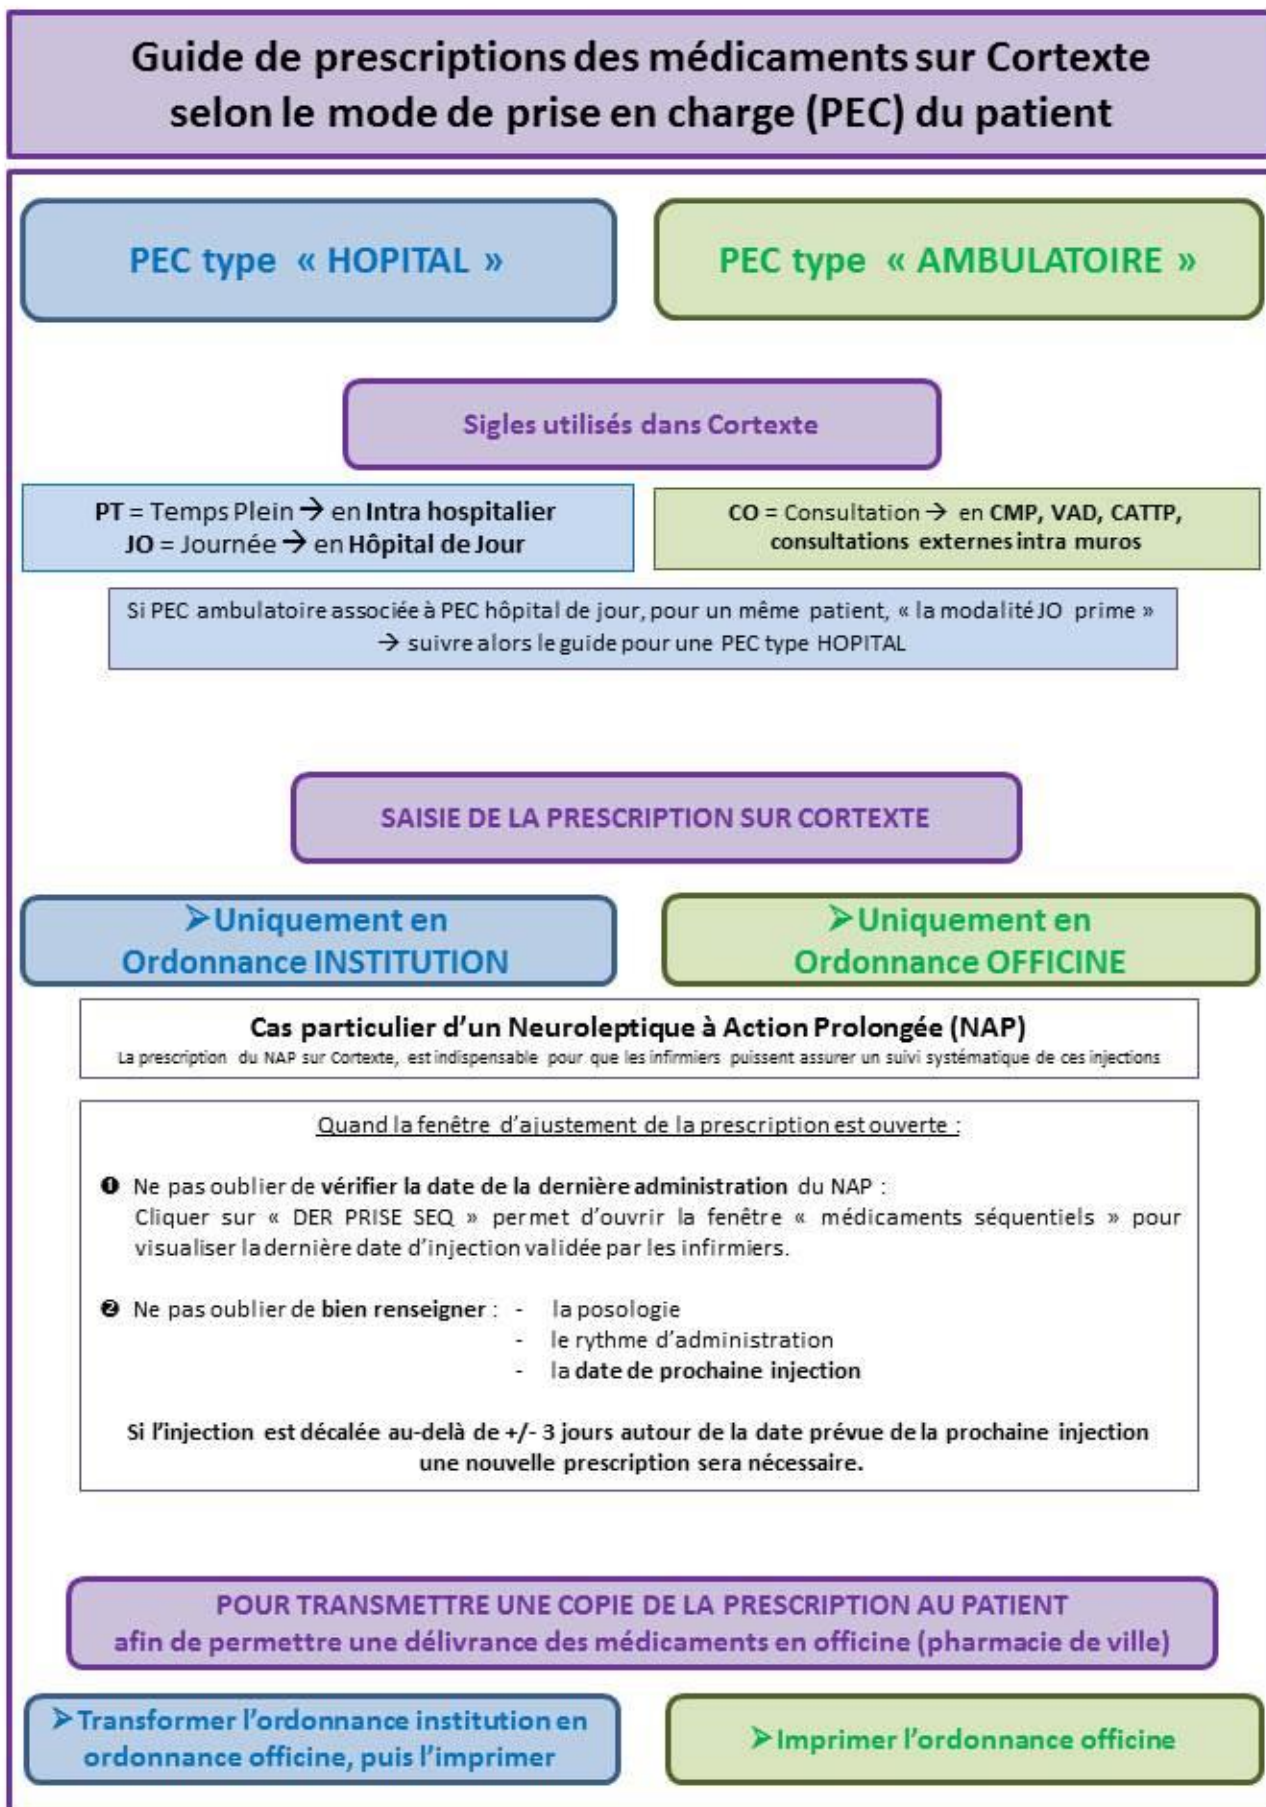 Guide de prescriptions des médicaments sur Cortexte
selon le mode de prise en charge (PEC) du patient
PEC type « HOPITAL »
PEC type « AMBULATOIRE »
Sigles utilisés dans Cortexte
PT = Temps Plein → en Intra hospitalier
JO = Journée → en Hôpital de Jour
CO = Consultation → en CMP, VAD, CATTP,
consultations externes intra muros
Si PEC ambulatoire associée à PEC hôpital de jour, pour un même patient, « la modalité JO prime »
→ suivre alors le guide pour une PEC type HOPITAL
SAISIE DE LA PRESCRIPTION SUR CORTEXTE
➢Uniquement en
Ordonnance INSTITUTION
➢Uniquement en
Ordonnance OFFICINE
Cas particulier d’un Neuroleptique à Action Prolongée (NAP)
La prescription du NAP sur Cortexte, est indispensable pour que les infirmiers puissent assurer un suivi systématique de ces injections
Quand la fenêtre d’ajustement de la prescription est ouverte :
❶ Ne pas oublier de vérifier la date de la dernière administration du NAP :
Cliquer sur « DER PRISE SEQ » permet d’ouvrir la fenêtre « médicaments séquentiels » pour
visualiser la dernière date d’injection validée par les infirmiers.
❷ Ne pas oublier de bien renseigner : - la posologie
- le rythme d’administration
- la date de prochaine injection
Si l’injection est décalée au-delà de +/- 3 jours autour de la date prévue de la prochaine injection
une nouvelle prescription sera nécessaire.
POUR TRANSMETTRE UNE COPIE DE LA PRESCRIPTION AU PATIENT
afin de permettre une délivrance des médicaments en officine (pharmacie de ville)
➢Transformer l’ordonnance institution en
ordonnance officine, puis l’imprimer
➢Imprimer l’ordonnance officine